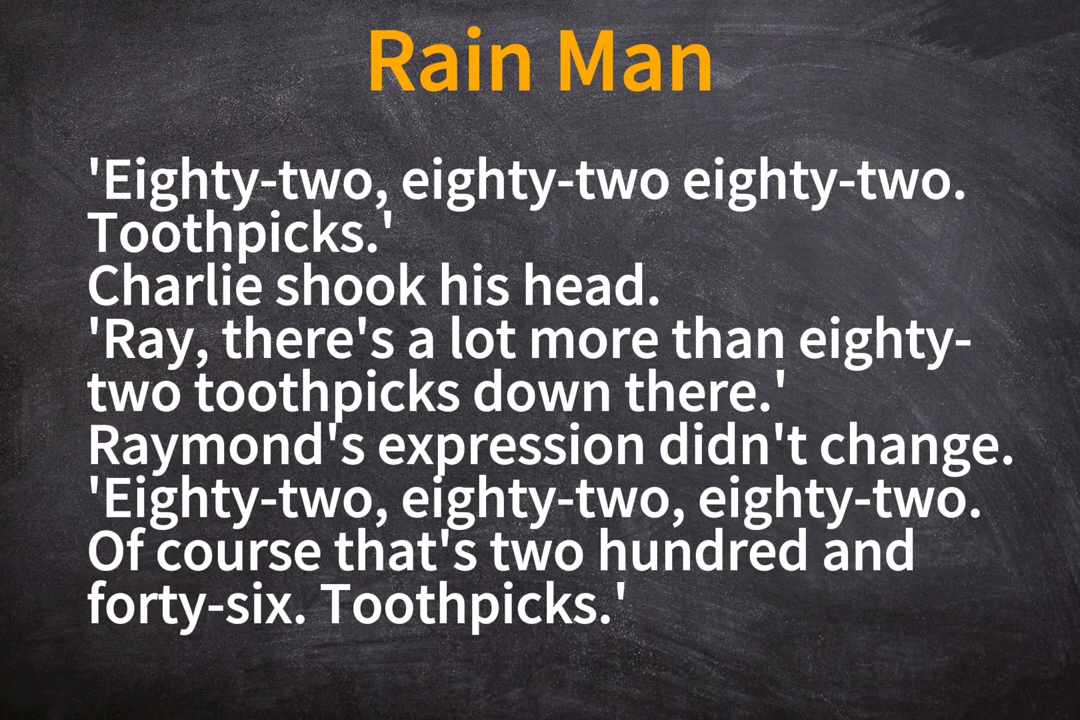 Rain Man
'Eighty-two, eighty-two eighty-two.
Toothpicks.'
Charlie shook his head.
'Ray, there's a lot more than eighty-
two toothpicks down there.'
Raymond's expression didn't change.
'Eighty-two, eighty-two, eighty-two.
Of course that's two hundred and
forty-six. Toothpicks.'